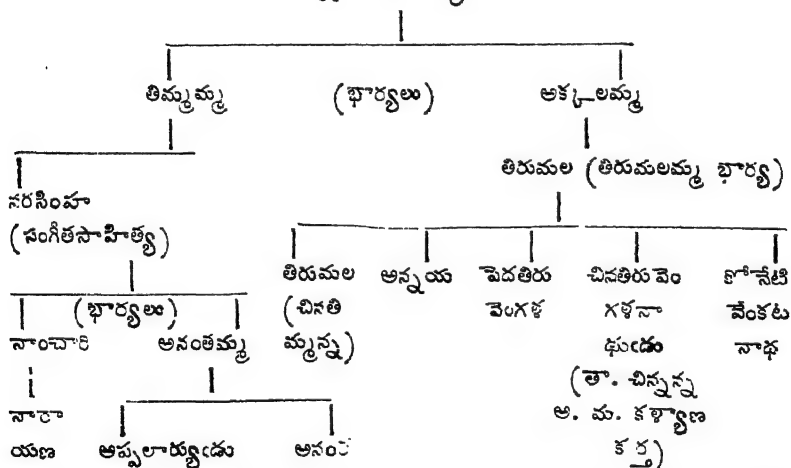 తిమ్మమ్మ (భార్యలు) అక్కలమ్మ
తిరుమల (తిరుమలమ్మ భార్య)
నరసింహ
(సంగీతసాహిత్య)
తిరుమల అన్నయ పెదతిరు చినతిరువెం కోనేటి
(భార్యలు) (చినతి వెంగళ గళనా వేంకట
నాంచారి అనంతమ్మ మ్మన్న) థుఁడు నాథ
(తా. చిన్నన్న
నారా అ. మ. కళ్యాణ
యణ అప్పలార్యుఁడు కర్త)